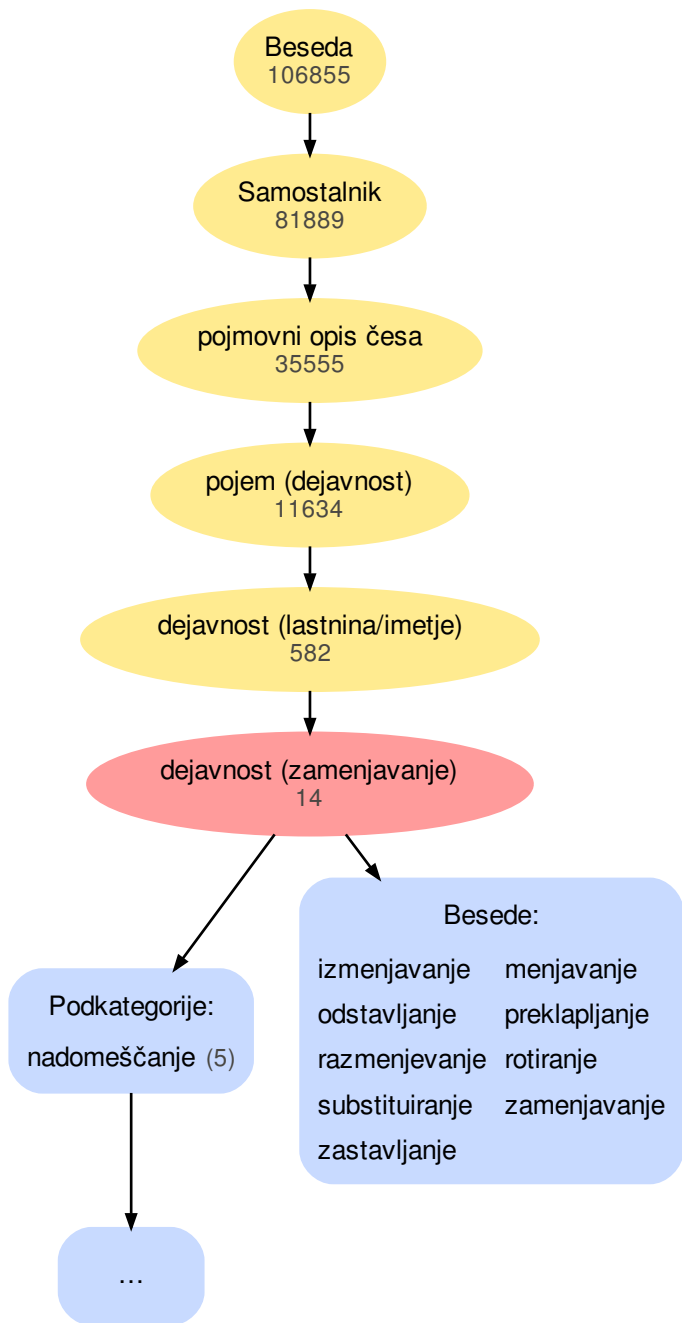 Beseda
106855
Samostalnik
81889
pojmovni opis česa
35555
pojem (dejavnost)
11634
dejavnost (lastnina/imetje)
582
dejavnost (zamenjavanje)
14
Podkategorije:
nadomeščanje (5)
…
Besede:
izmenjavanje menjavanje
odstavljanje preklapljanje
razmenjevanje rotiranje
substituiranje zamenjavanje
zastavljanje